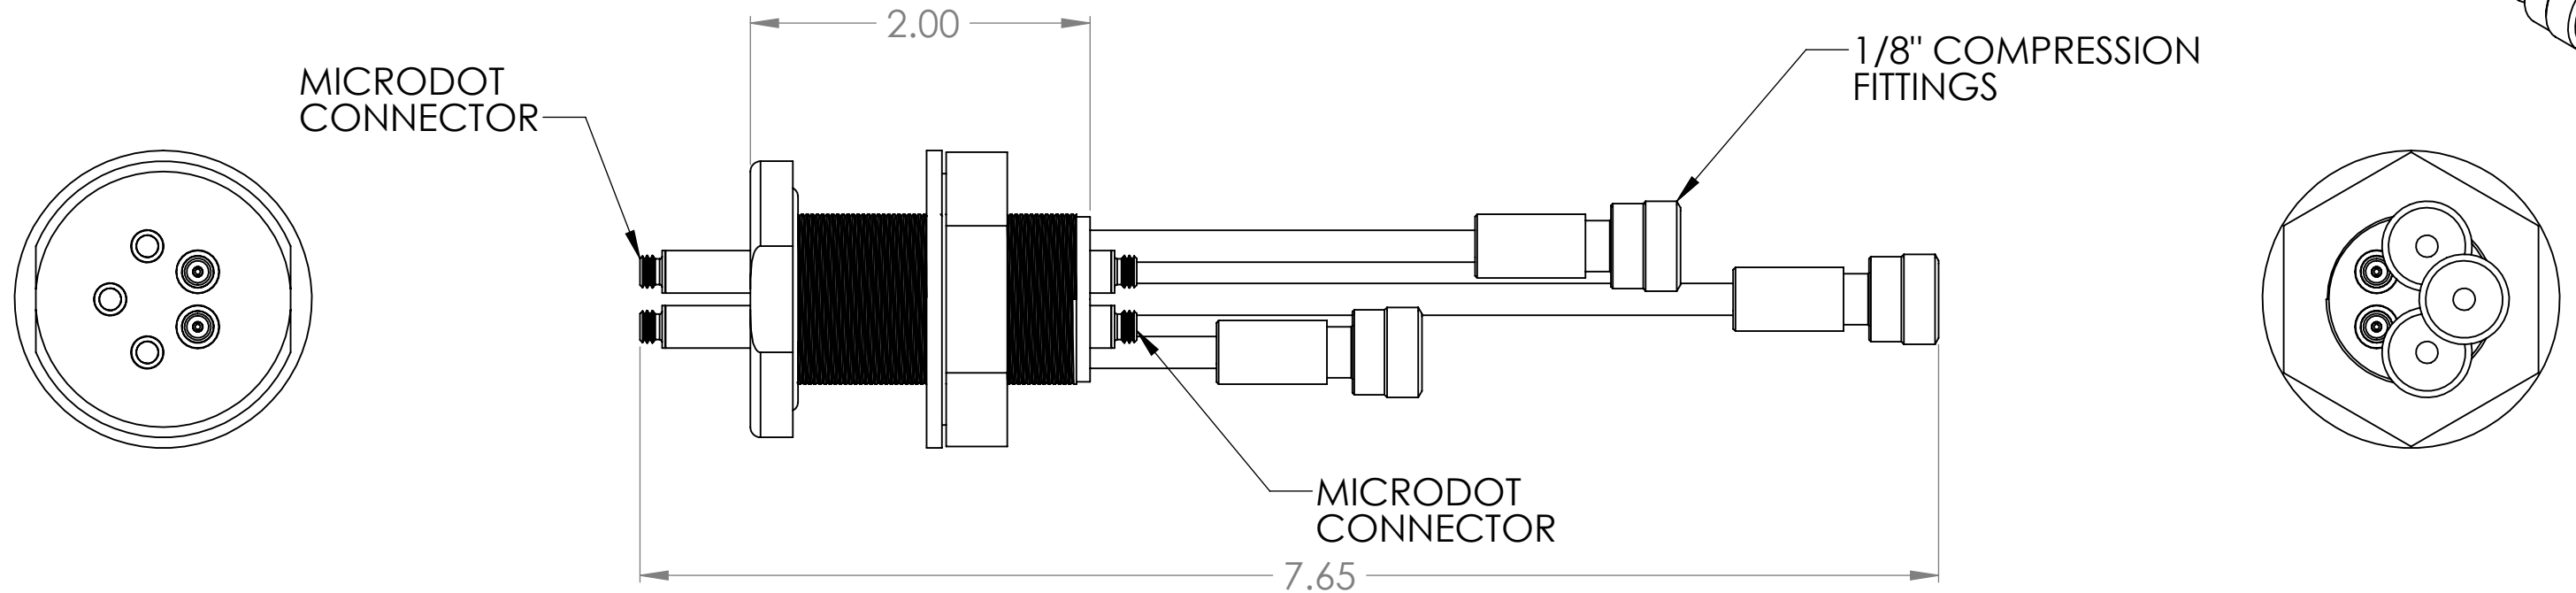 2.00
1/8" COMPRESSION
FITTINGS
MICRODOT
CONNECTOR
MICRODOT
CONNECTOR
7.65